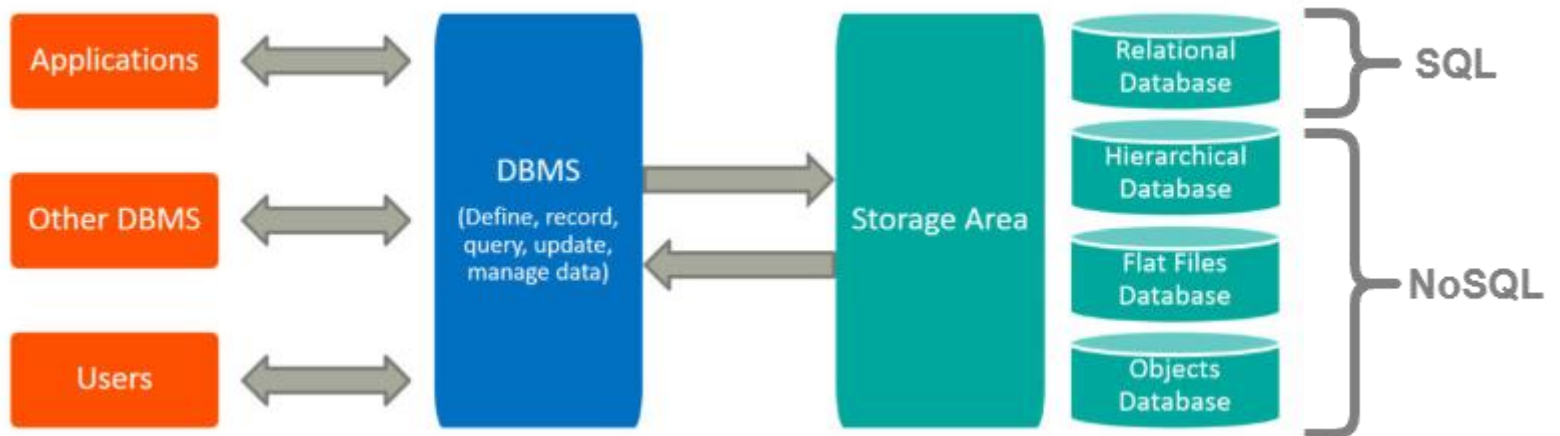 Applications
Other DBMS
Users
DBMS
(Define, record,
query, update,
manage data)
Storage Area
Relational
Database
Hierarchical
Database
Flat Files
Database
Objects
Database
SQL
NoSQL